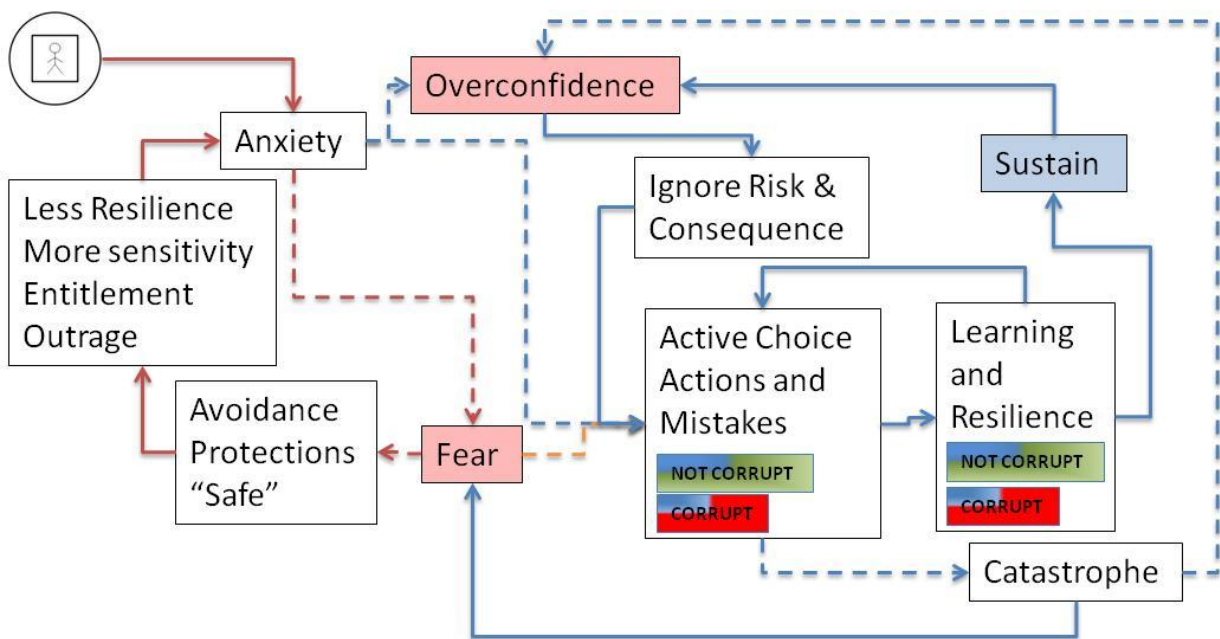 Overconfidence
Anxiety
Ignore Risk &
Consequence
Sustain
Less Resilience
More sensitivity
Entitlement
Outrage
Active Choice
Actions and
Mistakes
NOT CORRUPT
CORRUPT
Learning
and
Resilience
NOT CORRUPT
CORRUPT
Avoidance
Protections
“Safe”
Fear
Catastrophe